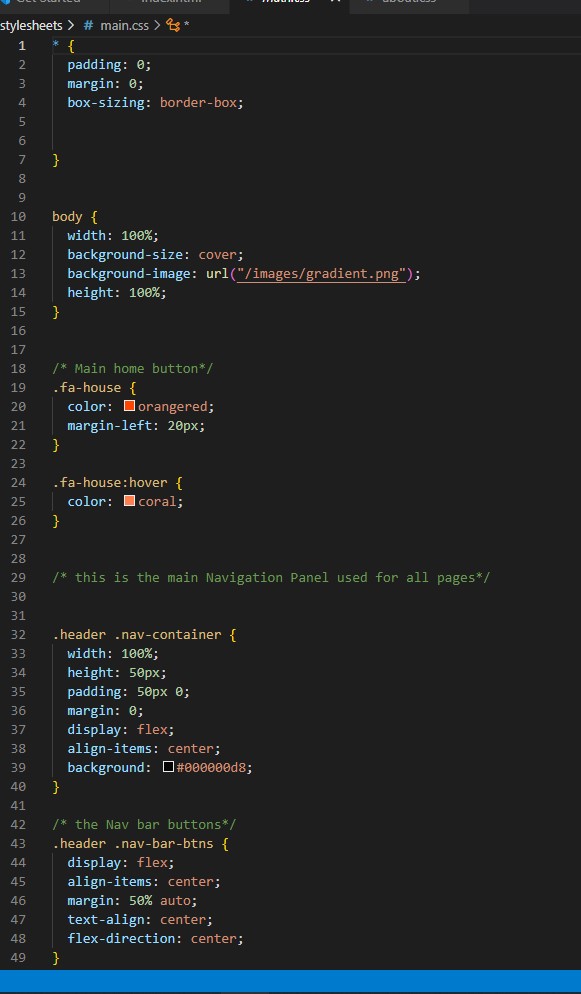 stylesheets > # main.css > *
1 * {
2 padding: 0;
3 margin: 0;
4 box-sizing: border-box;
5
6
7 }
8
9
10 body {
11 width: 100%;
12 background-size: cover;
13 background-image: url("/images/gradient.png");
14 height: 100%;
15 }
16
17
18 /* Main home button*/
19 .fa-house {
20 color: orangered;
21 margin-left: 20px;
22 }
23
24 .fa-house:hover {
25 color: coral;
26 }
27
28
29 /* this is the main Navigation Panel used for all pages*/
30
31
32 .header .nav-container {
33 width: 100%;
34 height: 50px;
35 padding: 50px 0;
36 margin: 0;
37 display: flex;
38 align-items: center;
39 background: #000000d8;
40 }
41
42 /* the Nav bar buttons*/
43 .header .nav-bar-btns {
44 display: flex;
45 align-items: center;
46 margin: 50% auto;
47 text-align: center;
48 flex-direction: center;
49 }